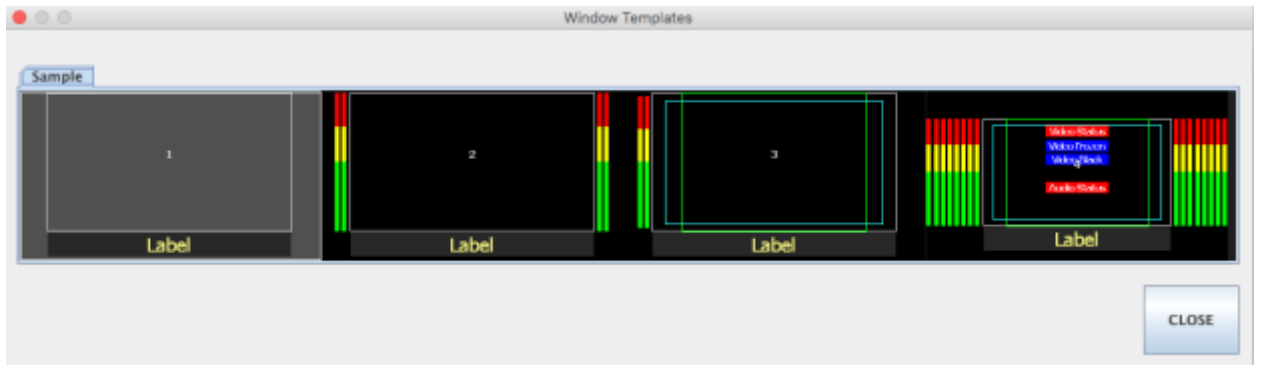 Window Templates
Sample
1
2
3
Video Status
Video Frozen
Video Black
4
Audio Status
Label
Label
Label
Label
CLOSE